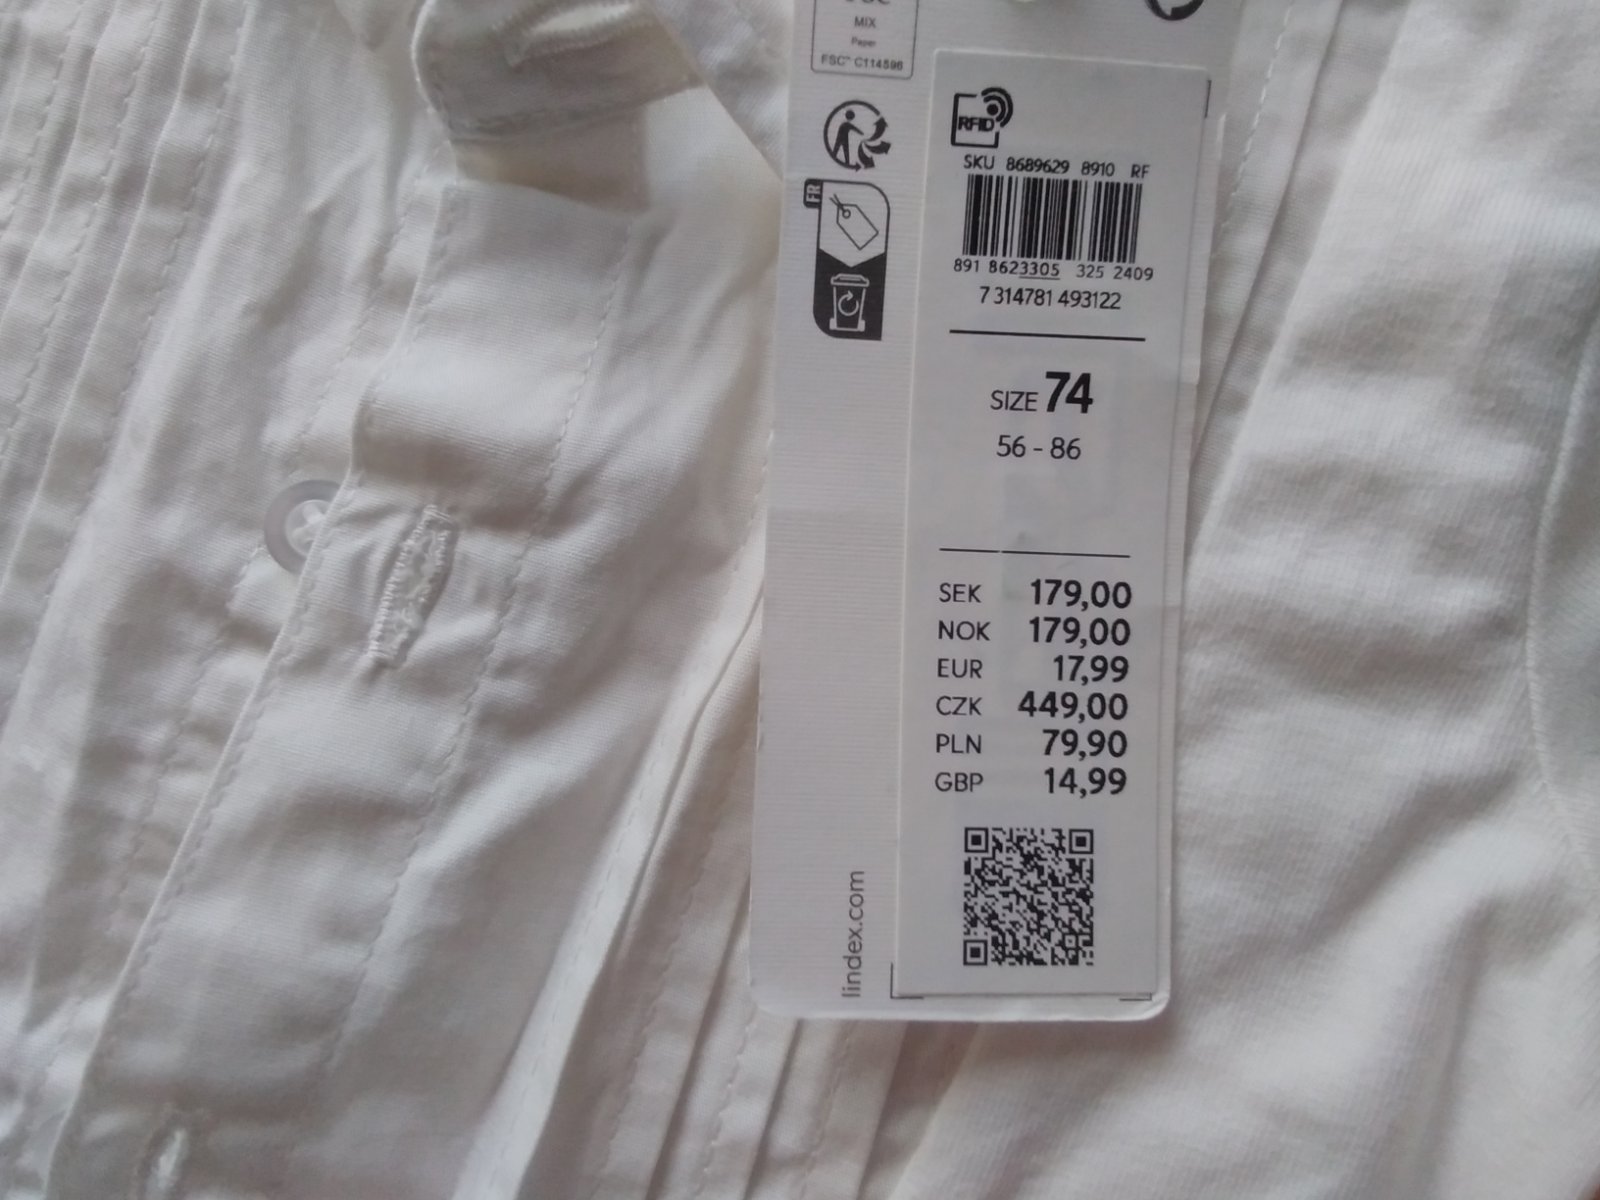 MIX
Paper
FSC™ C114596
FR
RFID
SKU 8689629 8910 RF
891 8623305 325 2409
7 314781 493122
SIZE 74
56 - 86
SEK 179,00
NOK 179,00
EUR 17,99
CZK 449,00
PLN 79,90
GBP 14,99
lindex.com